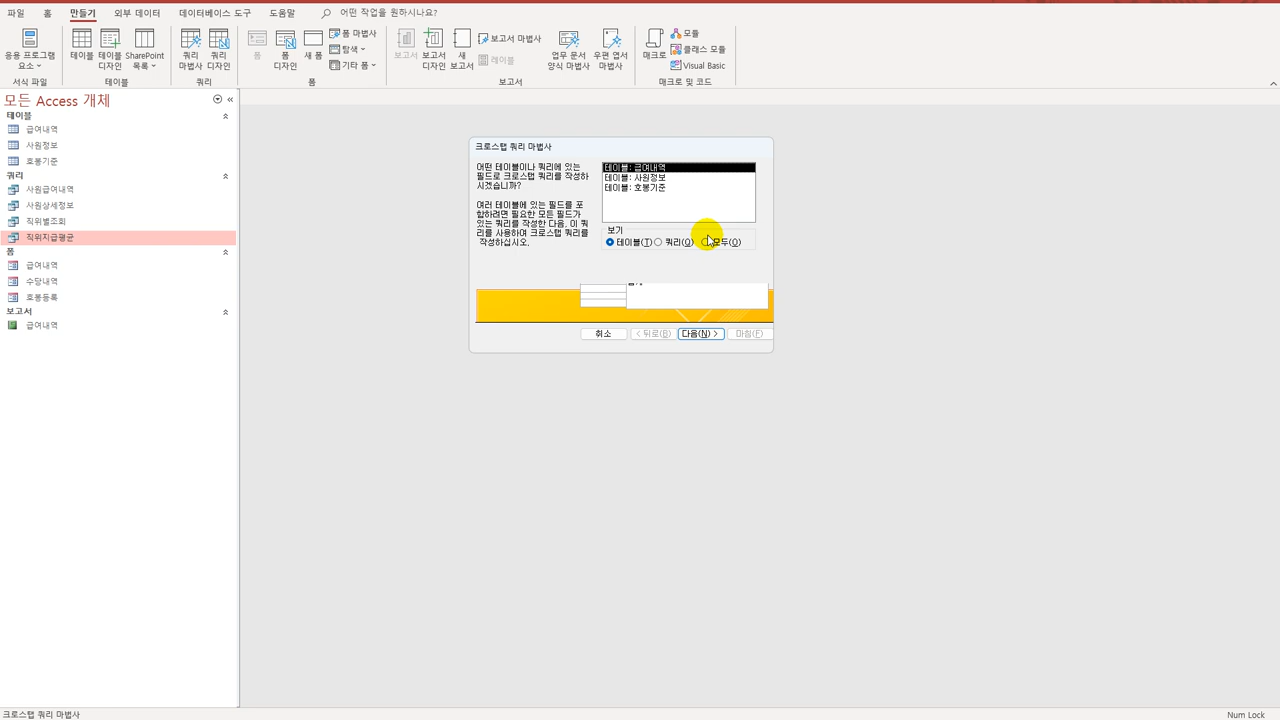 파일 홈 만들기 외부 데이터 데이터베이스 도구 도움말 어떤 작업을 원하시나요?
응용 프로그램 요소
서식 파일
테이블
테이블 디자인
SharePoint 목록
테이블
쿼리 마법사
쿼리 디자인
쿼리
폼
폼 디자인
새 폼
폼 마법사
탐색
기타 폼
폼
보고서
보고서 디자인
새 보고서
보고서 마법사
레이블
업무 문서 양식 마법사
우편 엽서 마법사
보고서
매크로
모듈
클래스 모듈
Visual Basic
매크로 및 코드
모든 Access 개체
테이블
급여내역
사원정보
호봉기준
쿼리
사원급여내역
사원상세정보
직위별조회
직위지급평균
폼
급여내역
수당내역
호봉등록
보고서
급여내역
크로스탭 쿼리 마법사
어떤 테이블이나 쿼리에 있는
필드로 크로스탭 쿼리를 작성하
시겠습니까?
여러 테이블에 있는 필드를 포
함하려면 필요한 모든 필드가
있는 쿼리를 작성한 다음, 이 쿼
리를 사용하여 크로스탭 쿼리를
작성하십시오.
테이블: 급여내역
테이블: 사원정보
테이블: 호봉기준
보기
테이블(T) 쿼리(Q) 모두(O)
취소 < 뒤로(B) 다음(N) > 마침(F)
크로스탭 쿼리 마법사
Num Lock